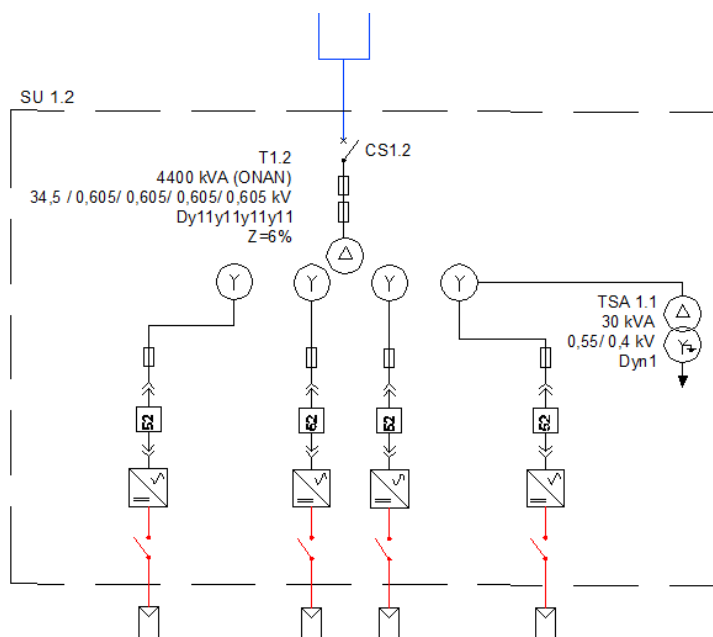 SU 1.2
CS1.2
T1.2
4400 kVA (ONAN)
34,5 / 0,605/ 0,605/ 0,605/ 0,605 kV
Dy11y11y11y11
Z=6%
Y
Y
Y
Y
TSA 1.1
30 kVA
0,55/ 0,4 kV
Dyn1
Y
52
52
52
52